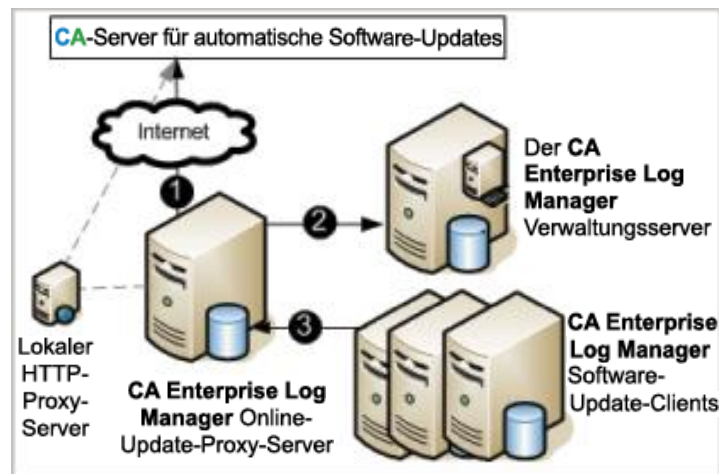 CA-Server für automatische Software-Updates
Internet
1
2
Der CA
Enterprise Log
Manager
Verwaltungsserver
3
Lokaler
HTTP-
Proxy-
Server
CA Enterprise Log
Manager Online-
Update-Proxy-Server
CA Enterprise
Log Manager
Software-
Update-Clients